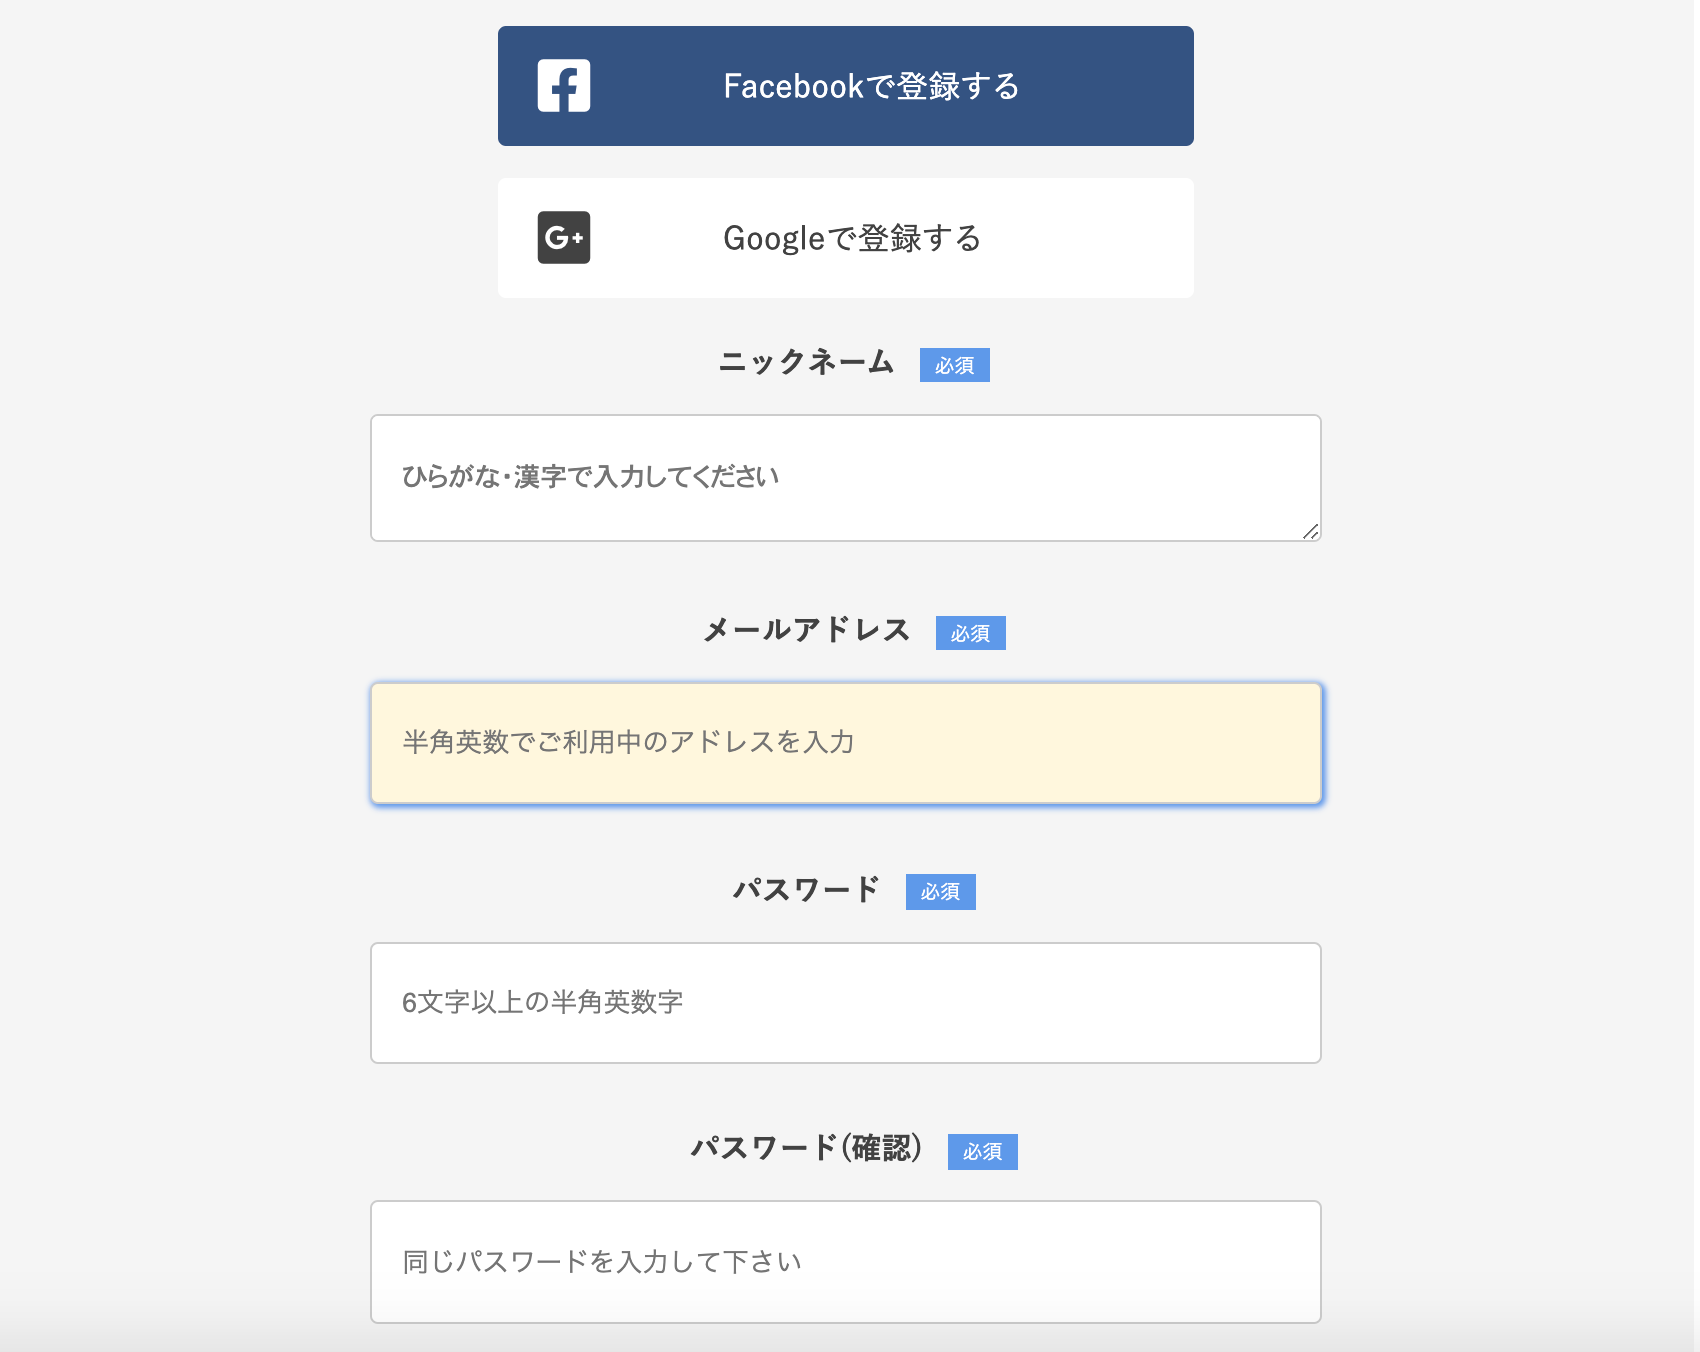 Facebookで登録する
G+
Googleで登録する
ニックネーム 必須
ひらがな・漢字で入力してください
メールアドレス 必須
半角英数でご利用中のアドレスを入力
パスワード 必須
6文字以上の半角英数字
パスワード(確認) 必須
同じパスワードを入力して下さい